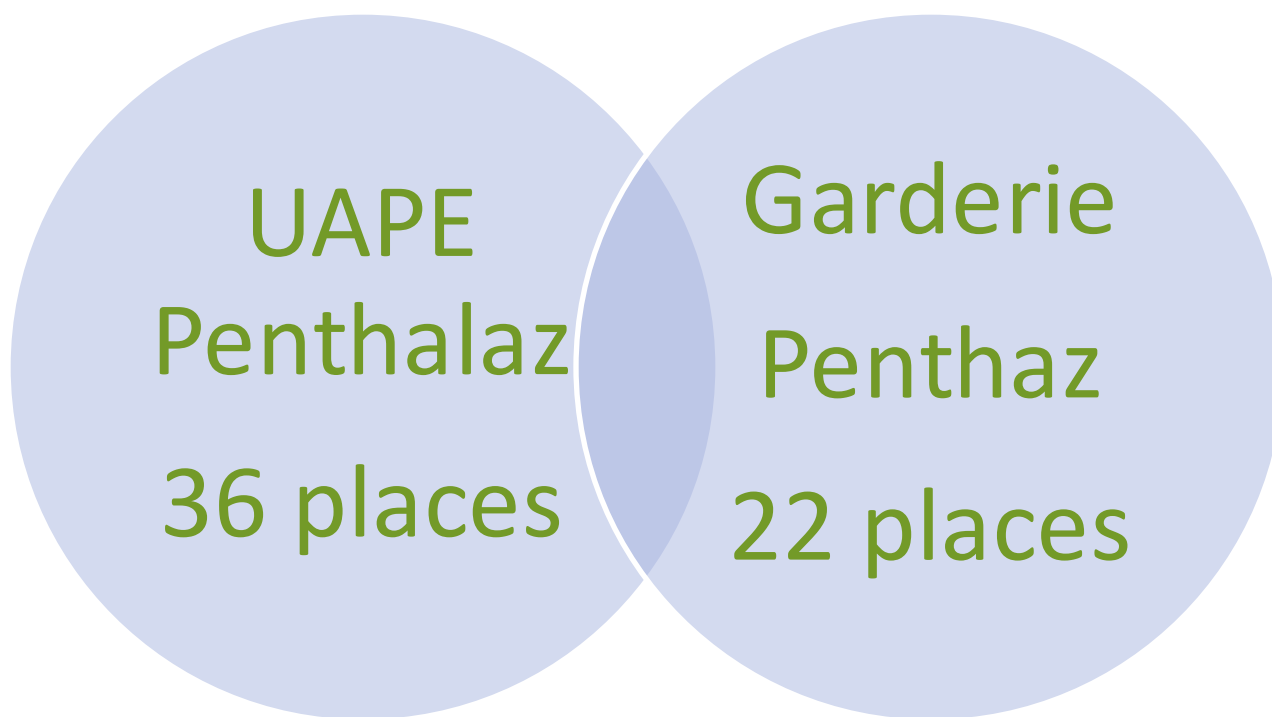 UAPE
Penthalaz
36 places
Garderie
Penthaz
22 places